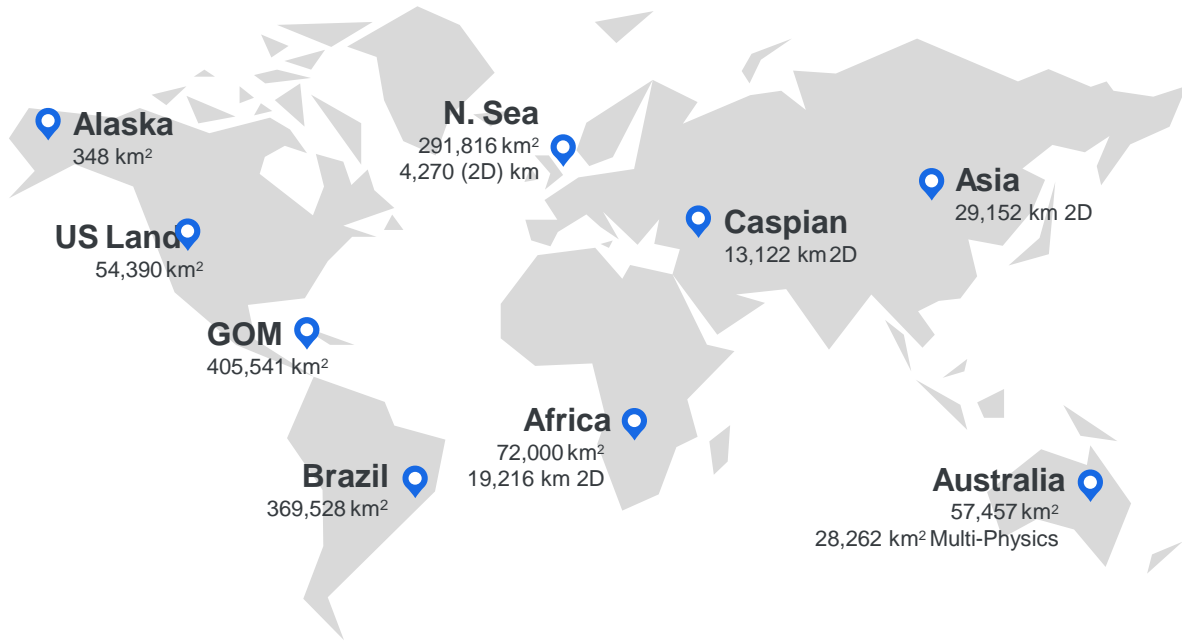 Alaska
348 km²
N. Sea
291,816 km²
4,270 (2D) km
Asia
29,152 km 2D
US Land
54,390 km²
Caspian
13,122 km 2D
GOM
405,541 km²
Africa
72,000 km²
19,216 km 2D
Brazil
369,528 km²
Australia
57,457 km²
28,262 km² Multi-Physics